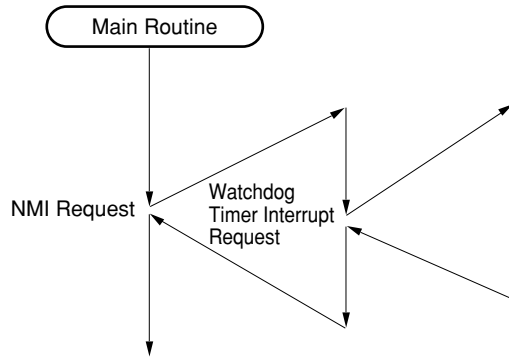 Main Routine
NMI Request
Watchdog
Timer Interrupt
Request